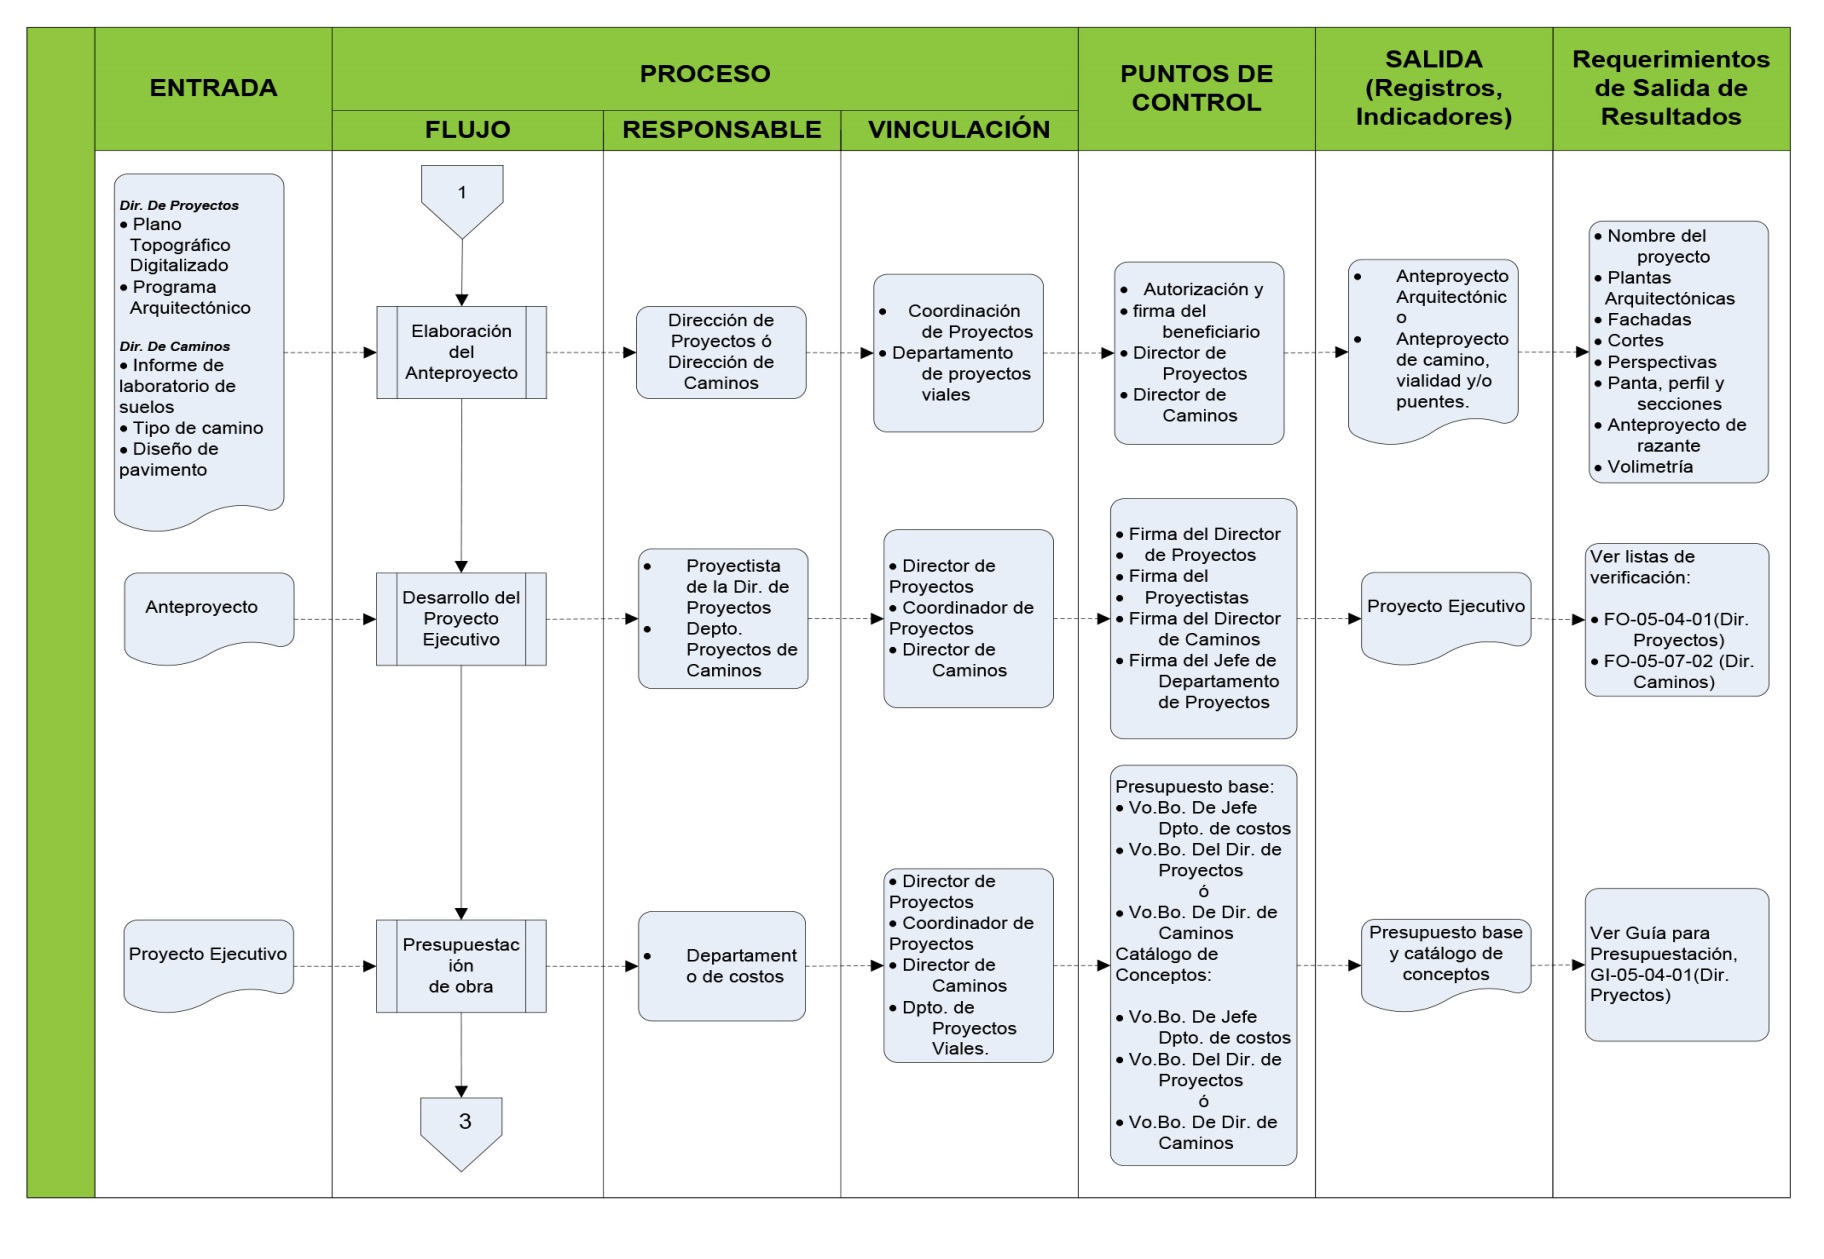 ENTRADA
PROCESO
FLUJO
RESPONSABLE
VINCULACIÓN
PUNTOS DE
CONTROL
SALIDA
(Registros,
Indicadores)
Requerimientos
de Salida de
Resultados
1
Dir. De Proyectos
• Plano
Topográfico
Digitalizado
• Programa
Arquitectónico
Dir. De Caminos
• Informe de
laboratorio de
suelos
• Tipo de camino
• Diseño de
pavimento
Elaboración
del
Anteproyecto
Dirección de
Proyectos ó
Dirección de
Caminos
• Coordinación
de Proyectos
• Departamento
de proyectos
viales
• Autorización y
• firma del
beneficiario
• Director de
Proyectos
• Director de
Caminos
• Anteproyecto
Arquitectónic
o
• Anteproyecto
de camino,
vialidad y/o
puentes.
• Nombre del
proyecto
• Plantas
Arquitectónicas
• Fachadas
• Cortes
• Perspectivas
• Panta, perfil y
secciones
• Anteproyecto de
razante
• Volimetría
Anteproyecto
Desarrollo del
Proyecto
Ejecutivo
• Proyectista
de la Dir. de
Proyectos
• Depto.
Proyectos de
Caminos
• Director de
Proyectos
• Coordinador de
Proyectos
• Director de
Caminos
• Firma del Director
• de Proyectos
• Firma del
• Proyectistas
• Firma del Director
de Caminos
• Firma del Jefe de
Departamento
de Proyectos
Proyecto Ejecutivo
Ver listas de
verificación:
• FO-05-04-01(Dir.
Proyectos)
• FO-05-07-02 (Dir.
Caminos)
Proyecto Ejecutivo
Presupuestac
ión
de obra
• Departament
o de costos
• Director de
Proyectos
• Coordinador de
Proyectos
• Director de
Caminos
• Dpto. de
Proyectos
Viales.
Presupuesto base:
• Vo.Bo. De Jefe
Dpto. de costos
• Vo.Bo. Del Dir. de
Proyectos
ó
• Vo.Bo. De Dir. de
Caminos
Catálogo de
Conceptos:
• Vo.Bo. De Jefe
Dpto. de costos
• Vo.Bo. Del Dir. de
Proyectos
ó
• Vo.Bo. De Dir. de
Caminos
Presupuesto base
y catálogo de
conceptos
Ver Guía para
Presupuestación,
GI-05-04-01(Dir.
Pryectos)
3